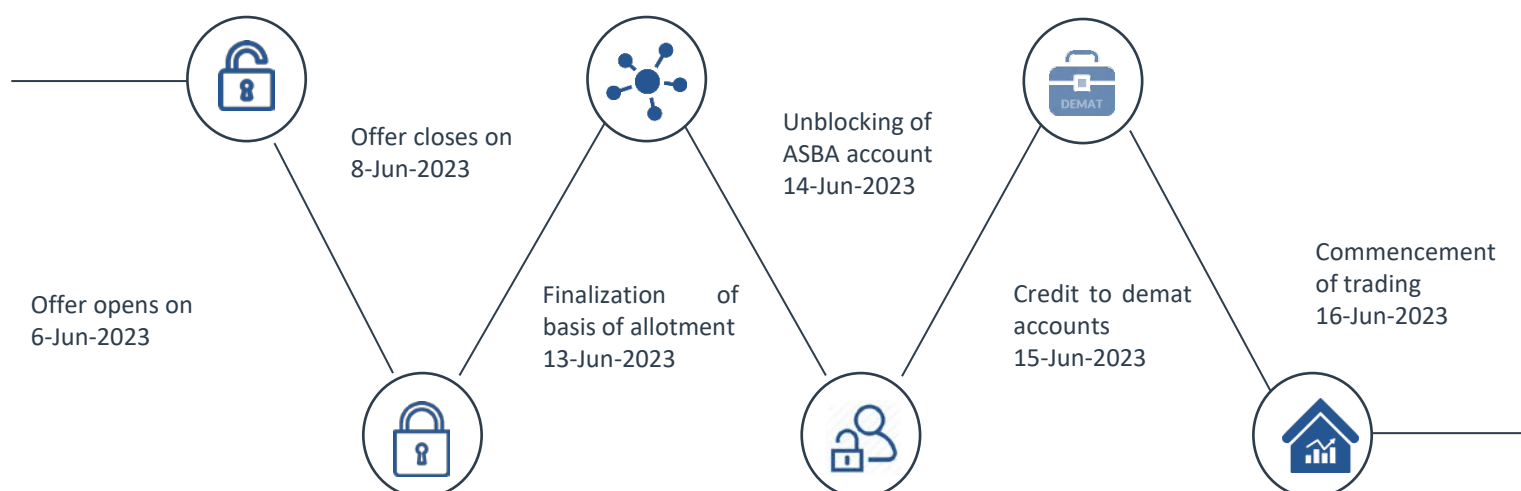 Offer opens on
6-Jun-2023
Offer closes on
8-Jun-2023
Finalization of
basis of allotment
13-Jun-2023
Unblocking of
ASBA account
14-Jun-2023
DEMAT
Credit to demat
accounts
15-Jun-2023
Commencement
of trading
16-Jun-2023